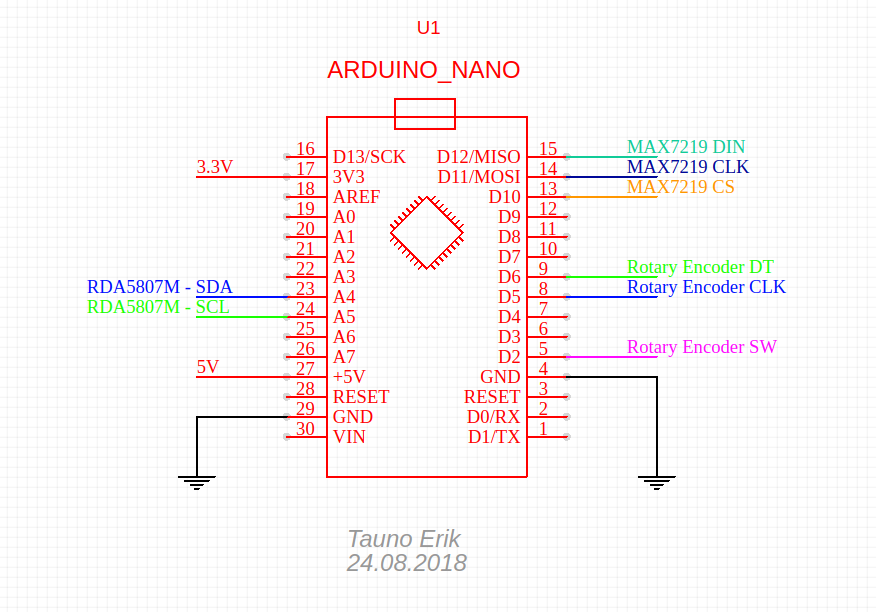 U1
ARDUINO_NANO
16 D13/SCK D12/MISO 15 MAX7219 DIN
3.3V 17 3V3 D11/MOSI 14 MAX7219 CLK
18 AREF D10 13 MAX7219 CS
19 A0 D9 12
20 A1 D8 11
21 A2 D7 10
22 A3 D6 9 Rotary Encoder DT
RDA5807M - SDA 23 A4 D5 8 Rotary Encoder CLK
RDA5807M - SCL 24 A5 D4 7
25 A6 D3 6
26 A7 D2 5 Rotary Encoder SW
5V 27 +5V GND 4
28 RESET RESET 3
29 GND D0/RX 2
30 VIN D1/TX 1
Tauno Erik
24.08.2018